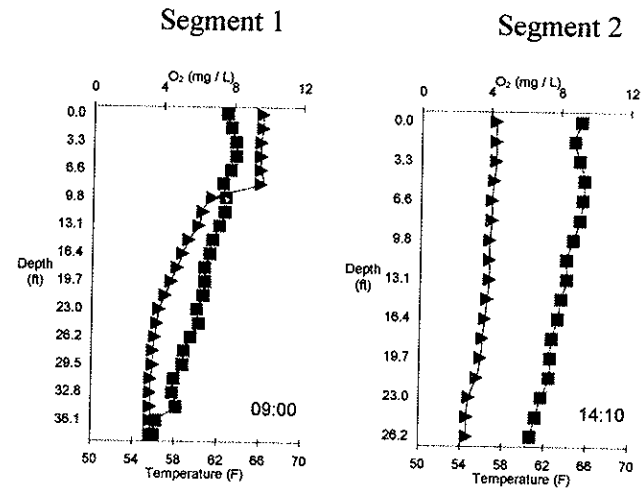 Segment 1
O₂ (mg / L)
0 4 8 12
0.0
3.3
6.6
9.8
13.1
16.4
19.7
23.0
26.2
29.5
32.8
36.1
Depth
(ft)
09:00
50 54 58 62 66 70
Temperature (F)
Segment 2
O₂ (mg / L)
0 4 8 12
0.0
3.3
6.6
9.8
13.1
16.4
19.7
23.0
26.2
Depth
(ft)
14:10
50 54 58 62 66 70
Temperature (F)